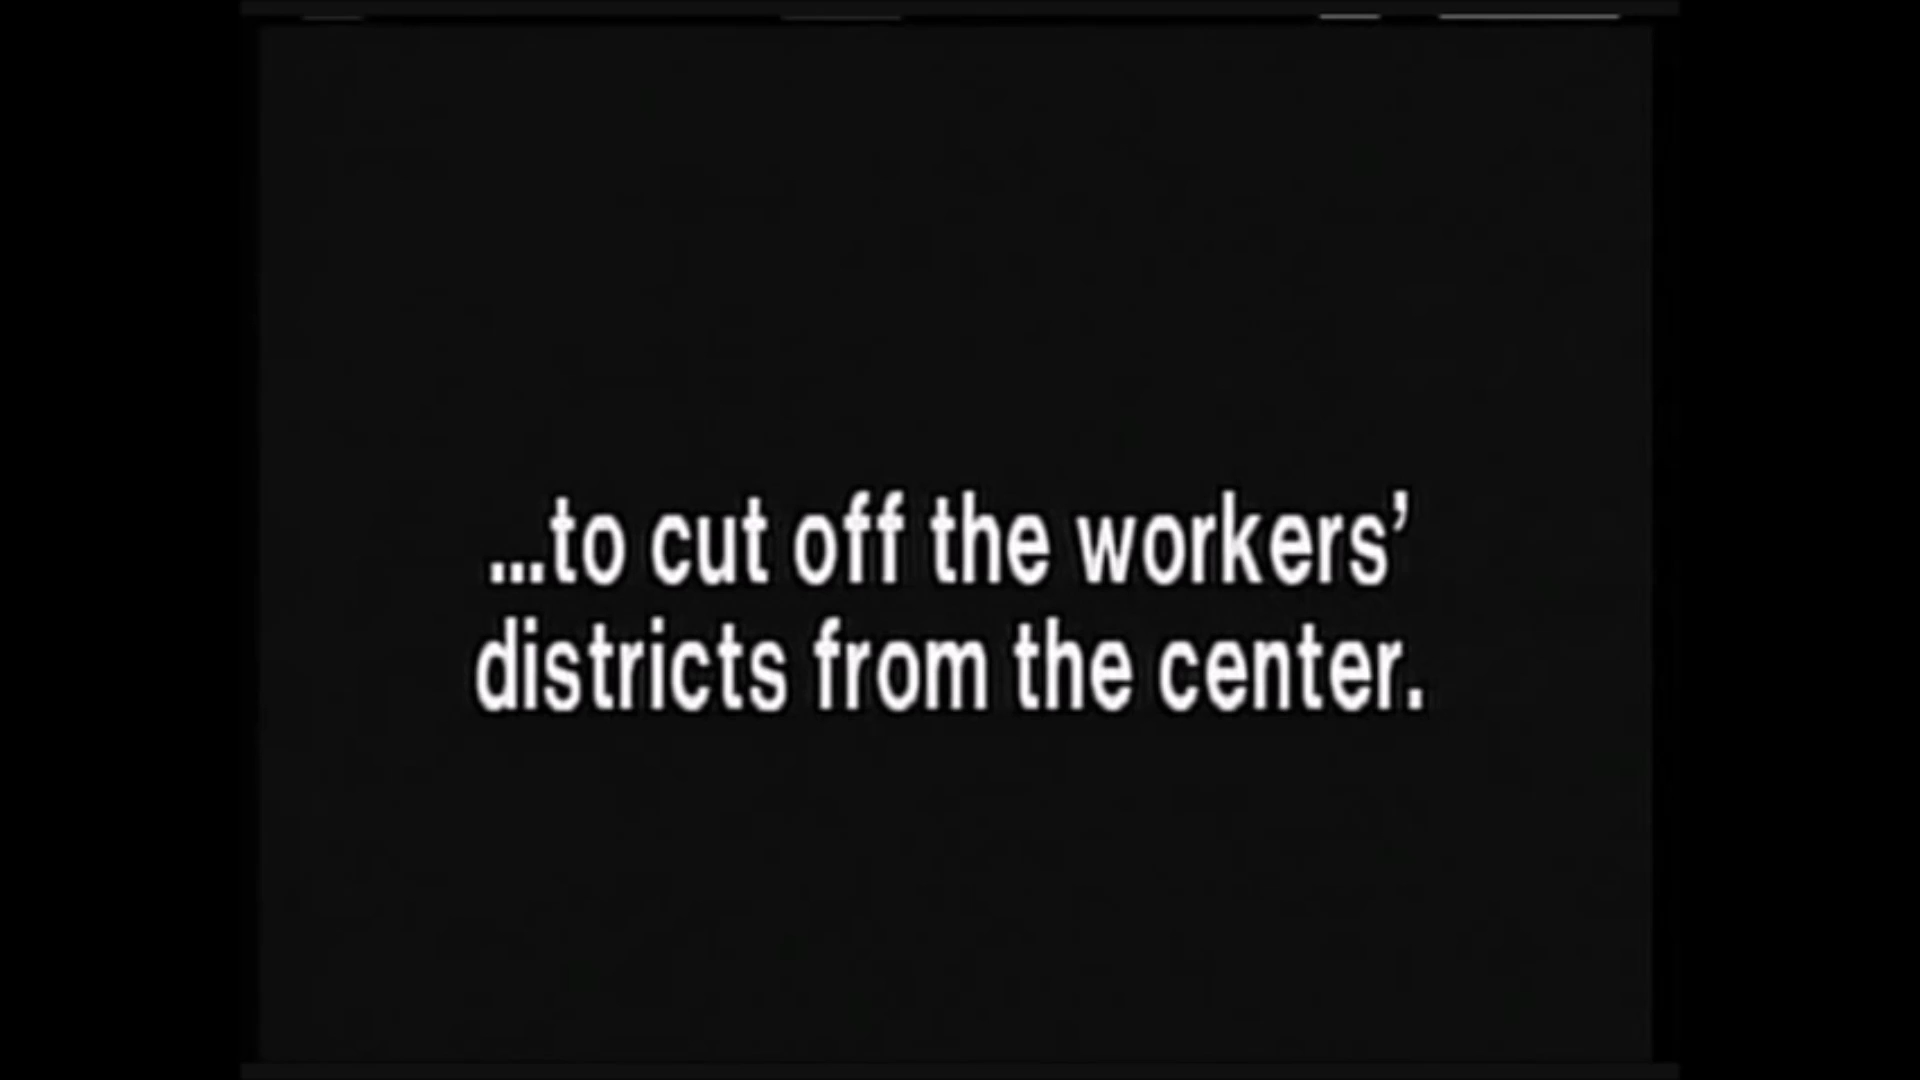 ...to cut off the workers’
districts from the center.